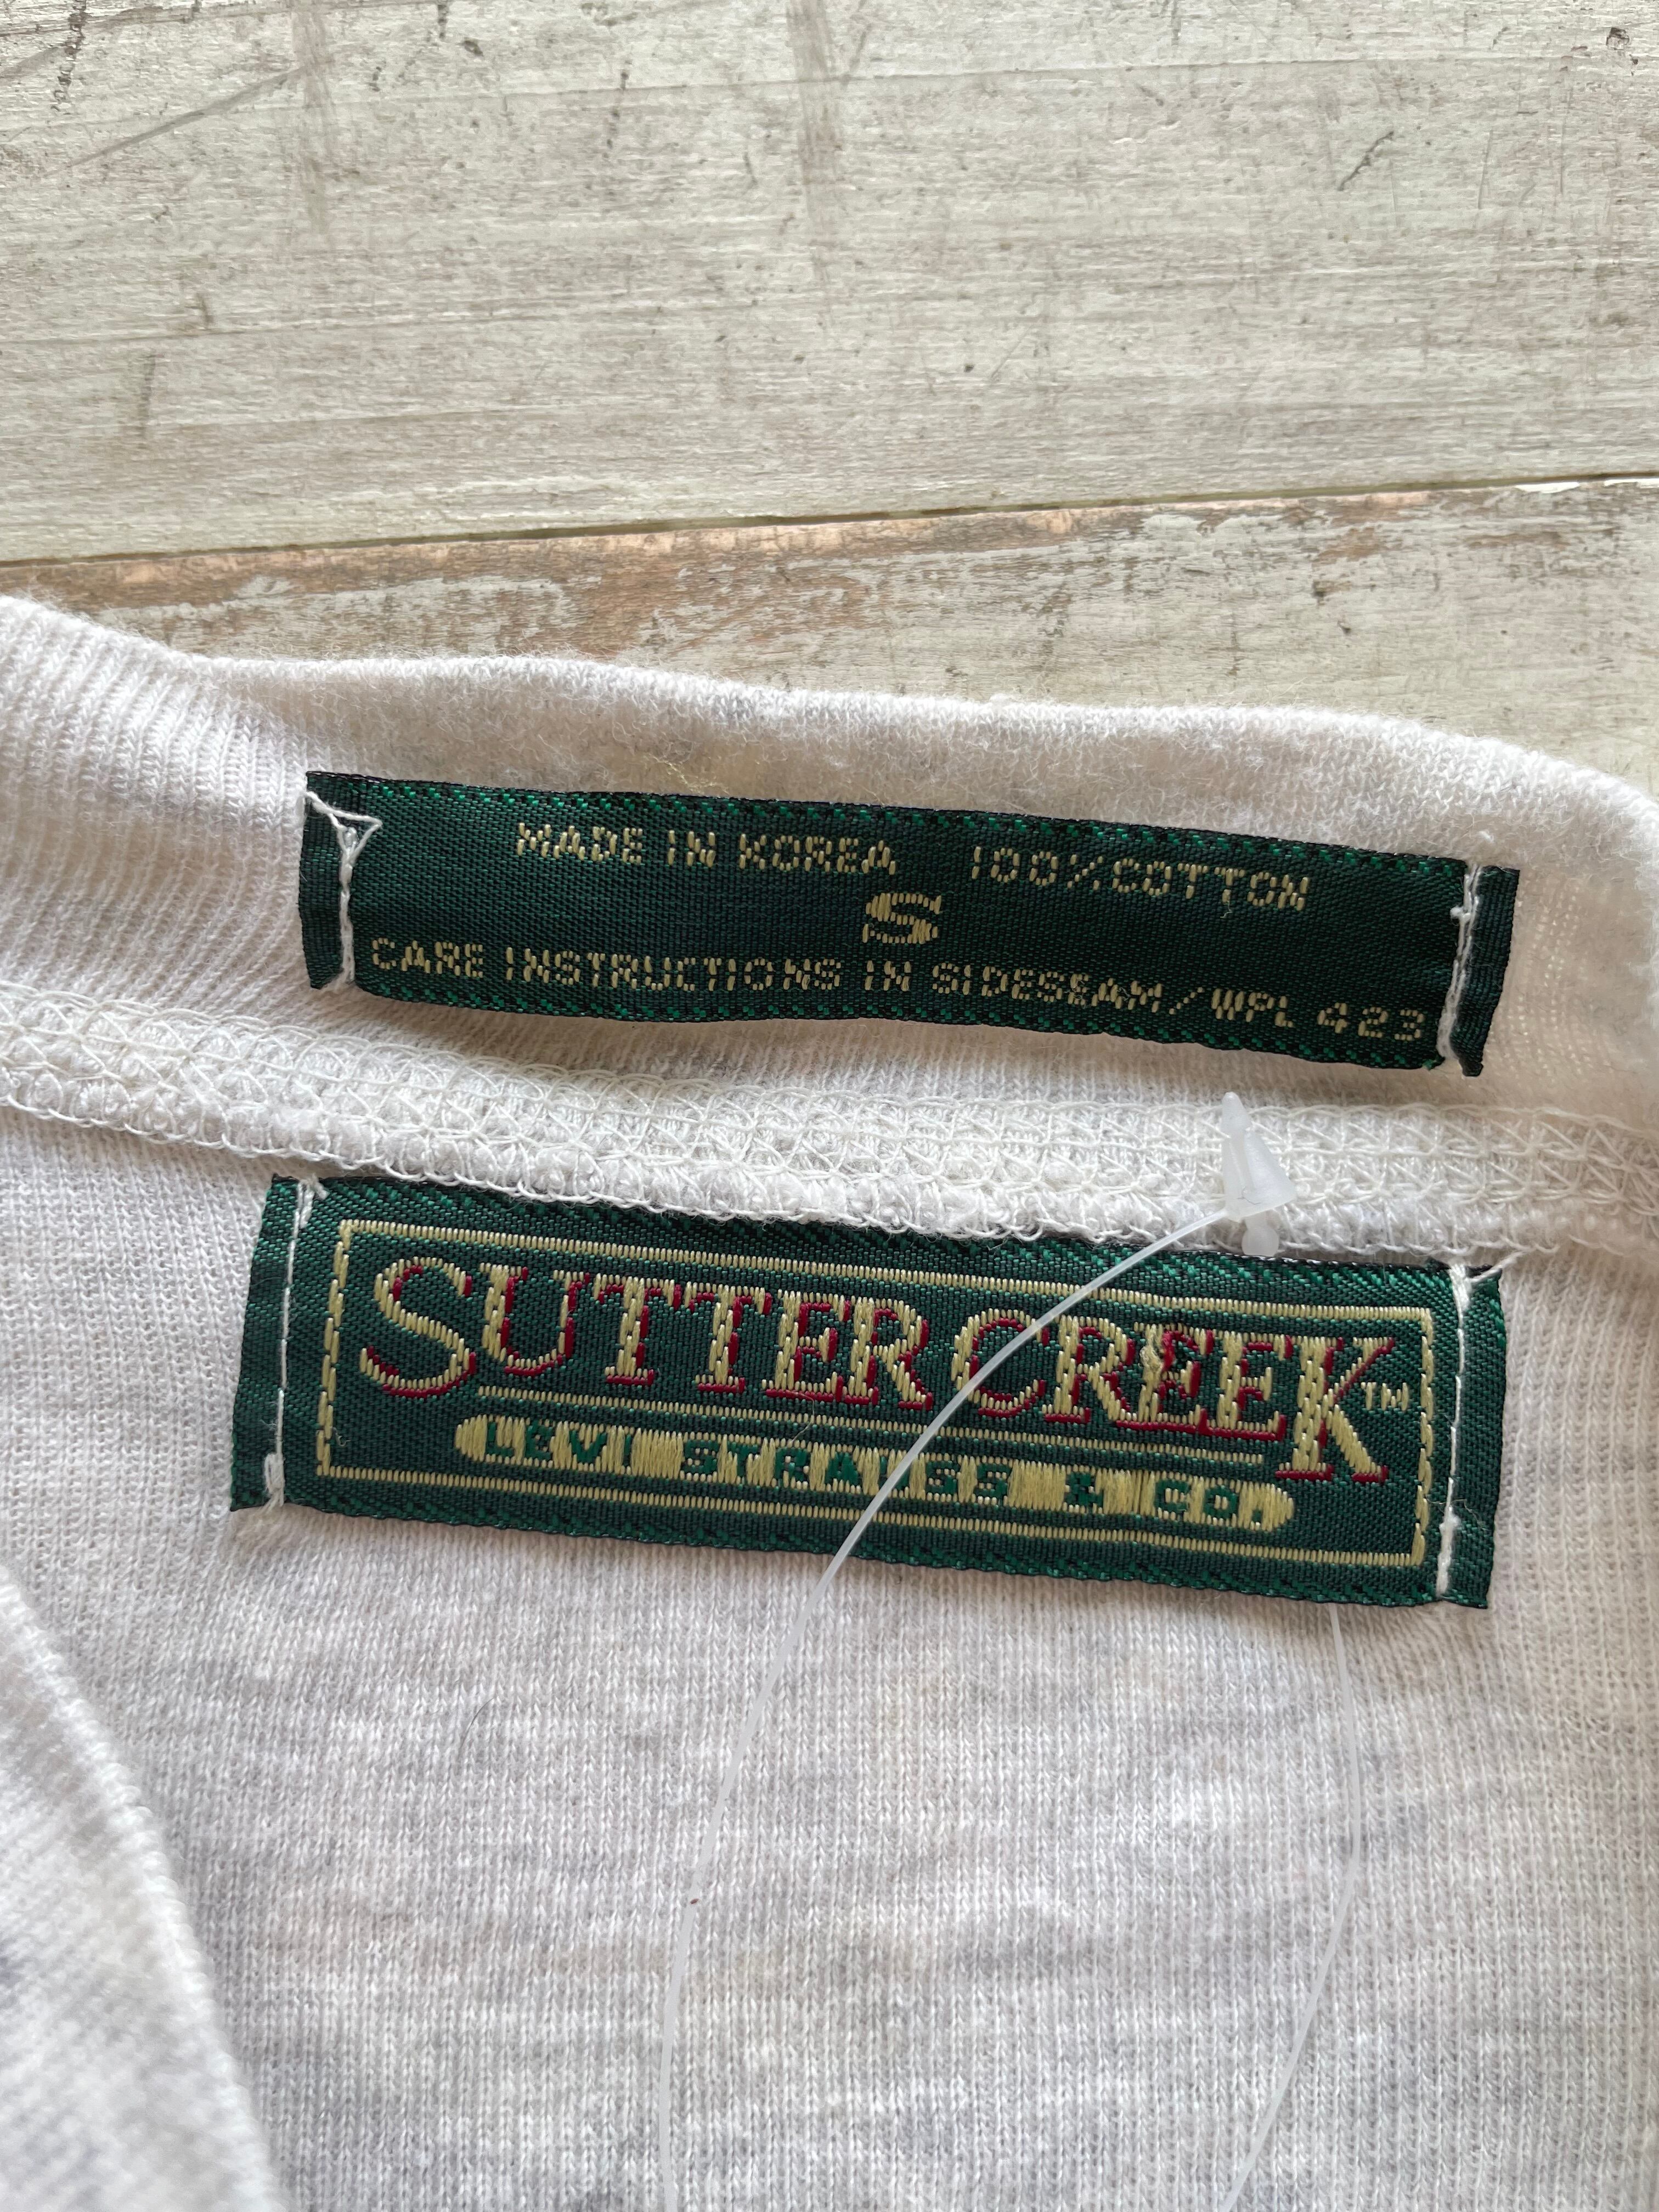 MADE IN KOREA 100% COTTON
S
CARE INSTRUCTIONS IN SIDESEAM/WPL 423
SUTTER CREEK™
LEVI STRAUSS & CO.